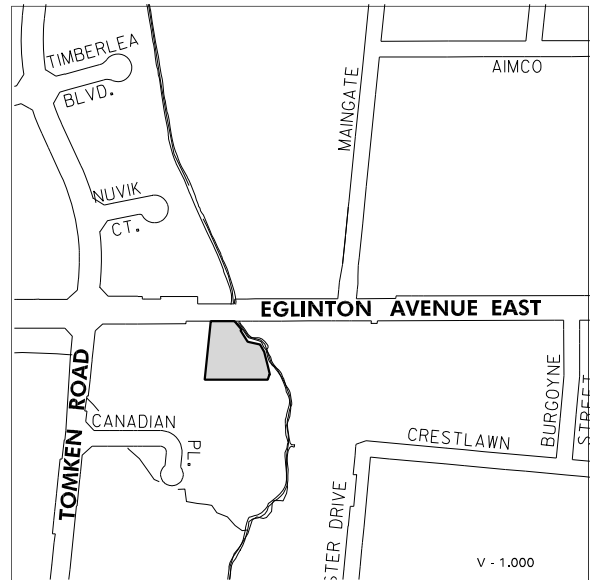 TIMBERLEA
BLVD.
AIMCO
MAINGATE
NUVIK
CT.
EGLINTON AVENUE EAST
TOMKEN ROAD
CANADIAN
PL.
CRESTLAWN
BURGOYNE
STREET
STER DRIVE
V - 1.000